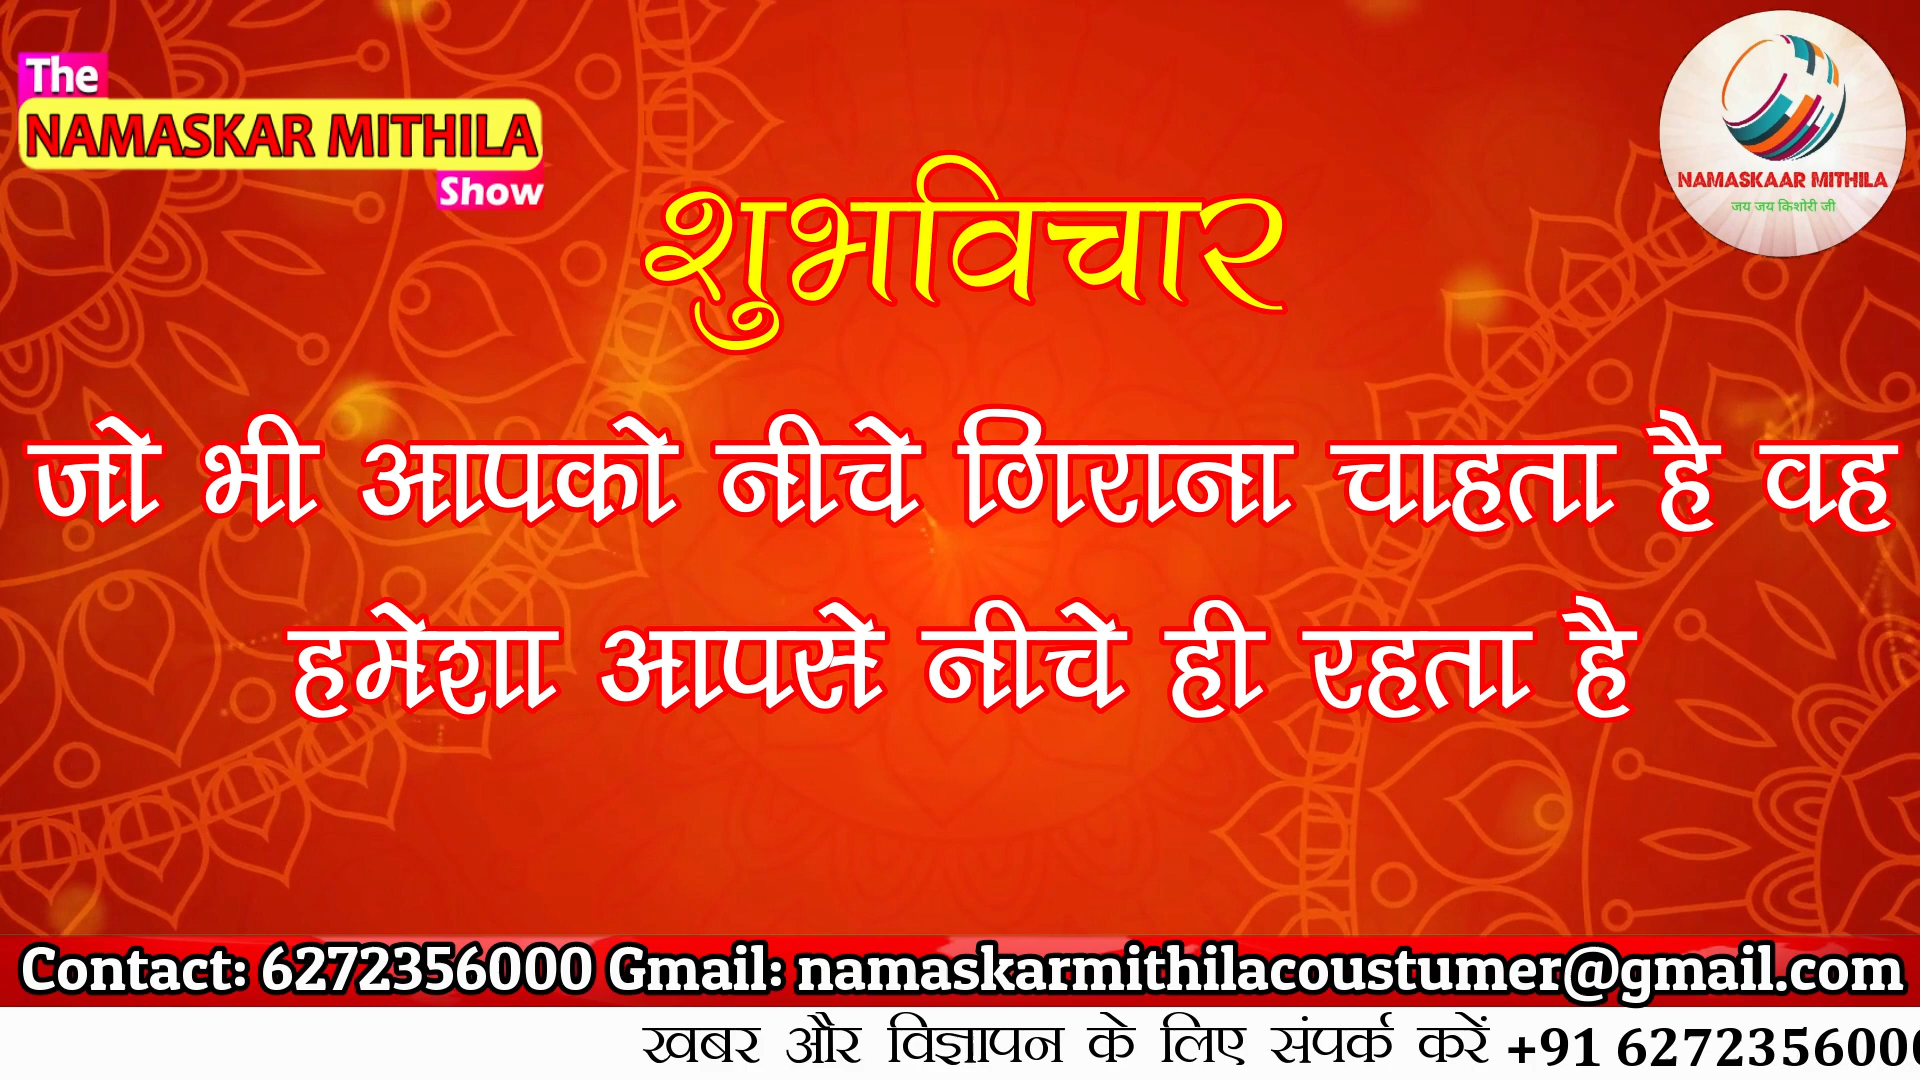 The
NAMASKAR MITHILA
Show
NAMASKAAR MITHILA
जय जय किशोरी जी
शुभविचार
जो भी आपको नीचे गिराना चाहता है वह
हमेशा आपसे नीचे ही रहता है
Contact: 6272356000 Gmail: namaskarmithilacoustumer@gmail.com
खबर और विज्ञापन के लिए संपर्क करें +91 6272356000